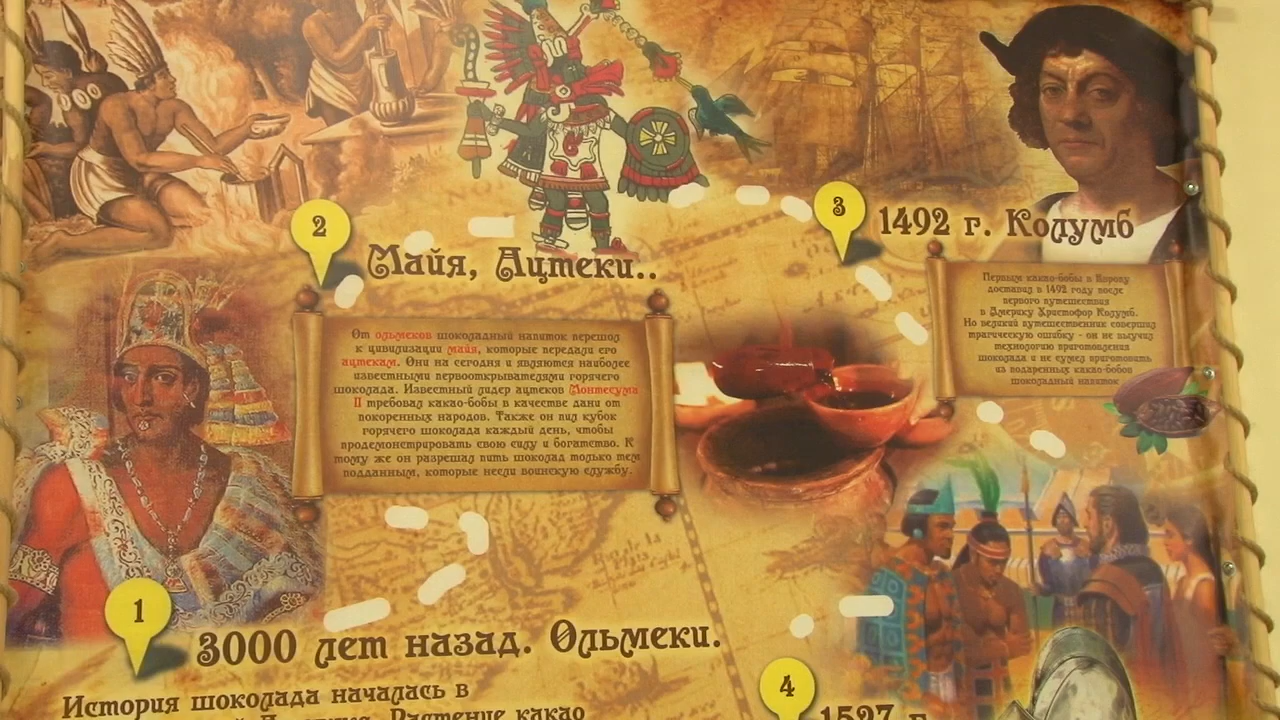 2
Майя, Ацтеки..
От ольмеков шоколадный напиток перешел
к цивилизации майя, которые передали его
ацтекам. Они на сегодня и являются наиболее
известными первооткрывателями горячего
шоколада. Известный лидер ацтеков Монтесума
II требовал какао-бобы в качестве дани от
покоренных народов. Также он пил кубок
горячего шоколада каждый день, чтобы
продемонстрировать свою силу и богатство. К
тому же он разрешал пить шоколад только тем
подданным, которые несли воинскую службу.
3
1492 г. Колумб
Первым какао-бобы в Европу
доставил в 1492 году после
первого путешествия
в Америку Христофор Колумб.
Но великий путешественник совершил
трагическую ошибку - он не выучил
технологию приготовления
шоколада и не сумел приготовить
из подаренных какао-бобов
шоколадный напиток
1
3000 лет назад. Ольмеки.
История шоколада началась в
Растение какао
4
1527 г.